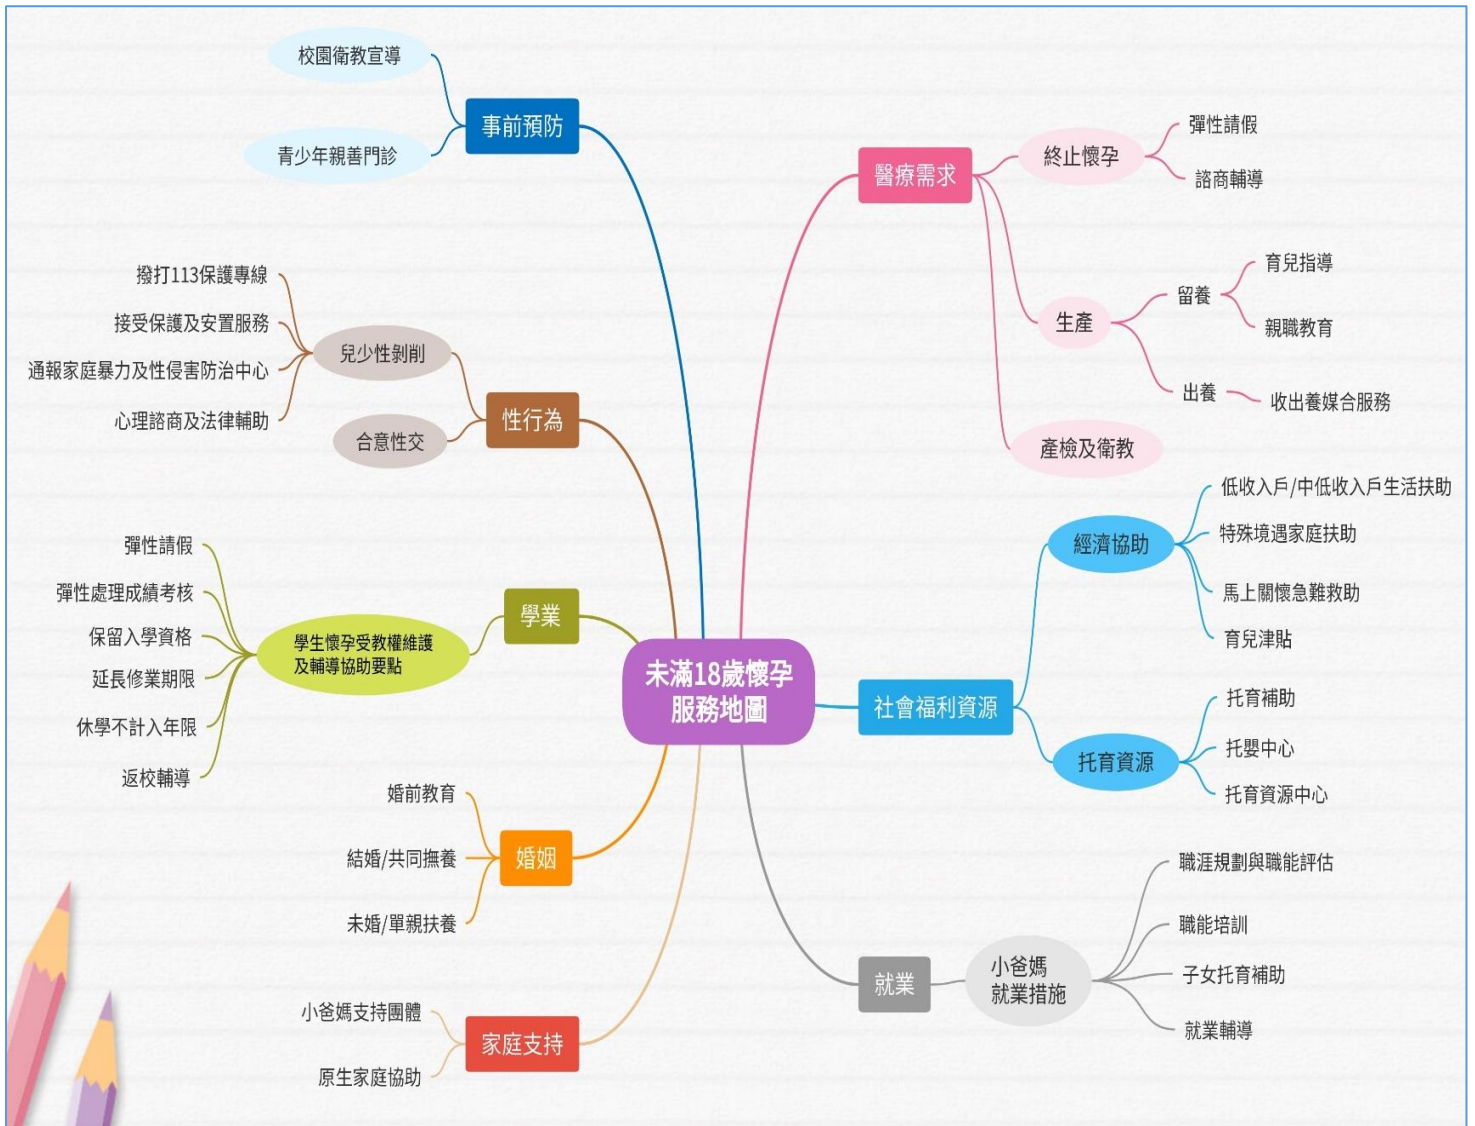 未滿18歲懷孕
服務地圖
事前預防
校園衛教宣導
青少年親善門診
性行為
兒少性剝削
撥打113保護專線
接受保護及安置服務
通報家庭暴力及性侵害防治中心
心理諮商及法律輔助
合意性交
學業
學生懷孕受教權維護
及輔導協助要點
彈性請假
彈性處理成績考核
保留入學資格
延長修業期限
休學不計入年限
返校輔導
婚姻
婚前教育
結婚/共同撫養
未婚/單親扶養
家庭支持
小爸媽支持團體
原生家庭協助
醫療需求
終止懷孕
彈性請假
諮商輔導
生產
留養
育兒指導
親職教育
出養
收出養媒合服務
產檢及衛教
社會福利資源
經濟協助
低收入戶/中低收入戶生活扶助
特殊境遇家庭扶助
馬上關懷急難救助
育兒津貼
托育資源
托育補助
托嬰中心
托育資源中心
就業
小爸媽
就業措施
職涯規劃與職能評估
職能培訓
子女托育補助
就業輔導